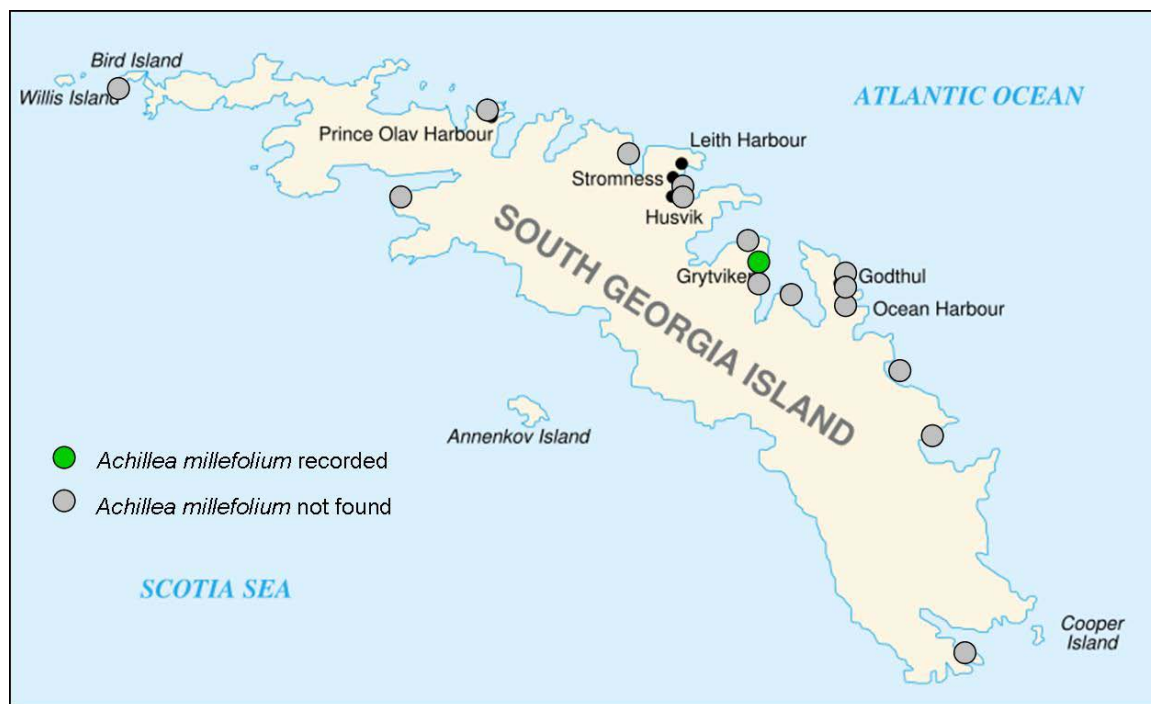 Bird Island
Willis Island
ATLANTIC OCEAN
Prince Olav Harbour
Leith Harbour
Stromness
Husvik
SOUTH GEORGIA ISLAND
Grytviken
Godthul
Ocean Harbour
Annenkov Island
Achillea millefolium recorded
Achillea millefolium not found
SCOTIA SEA
Cooper
Island